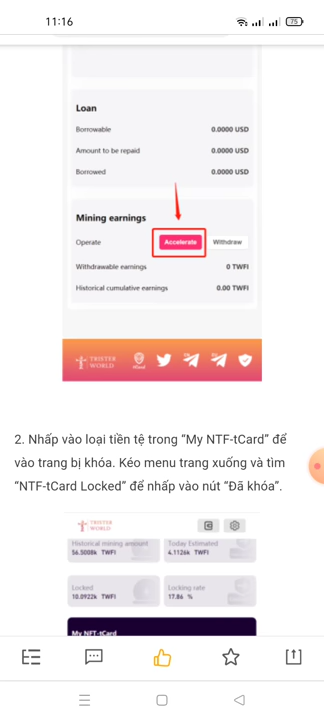 11:16
75
Loan
Borrowable 0.0000 USD
Amount to be repaid 0.0000 USD
Borrowed 0.0000 USD
Mining earnings
Operate Accelerate Withdraw
Withdrawable earnings 0 TWFI
Historical cumulative earnings 0.00 TWFI
TRISTER
WORLD
2. Nhấp vào loại tiền tệ trong “My NTF-tCard” để
vào trang bị khóa. Kéo menu trang xuống và tìm
“NTF-tCard Locked” để nhấp vào nút “Đã khóa”.
TRISTER
WORLD
Historical mining amount Today Estimated
56.5008k TWFI 4.1126k TWFI
Locked Locking rate
10.0922k TWFI 17.86 %
My NFT-tCard